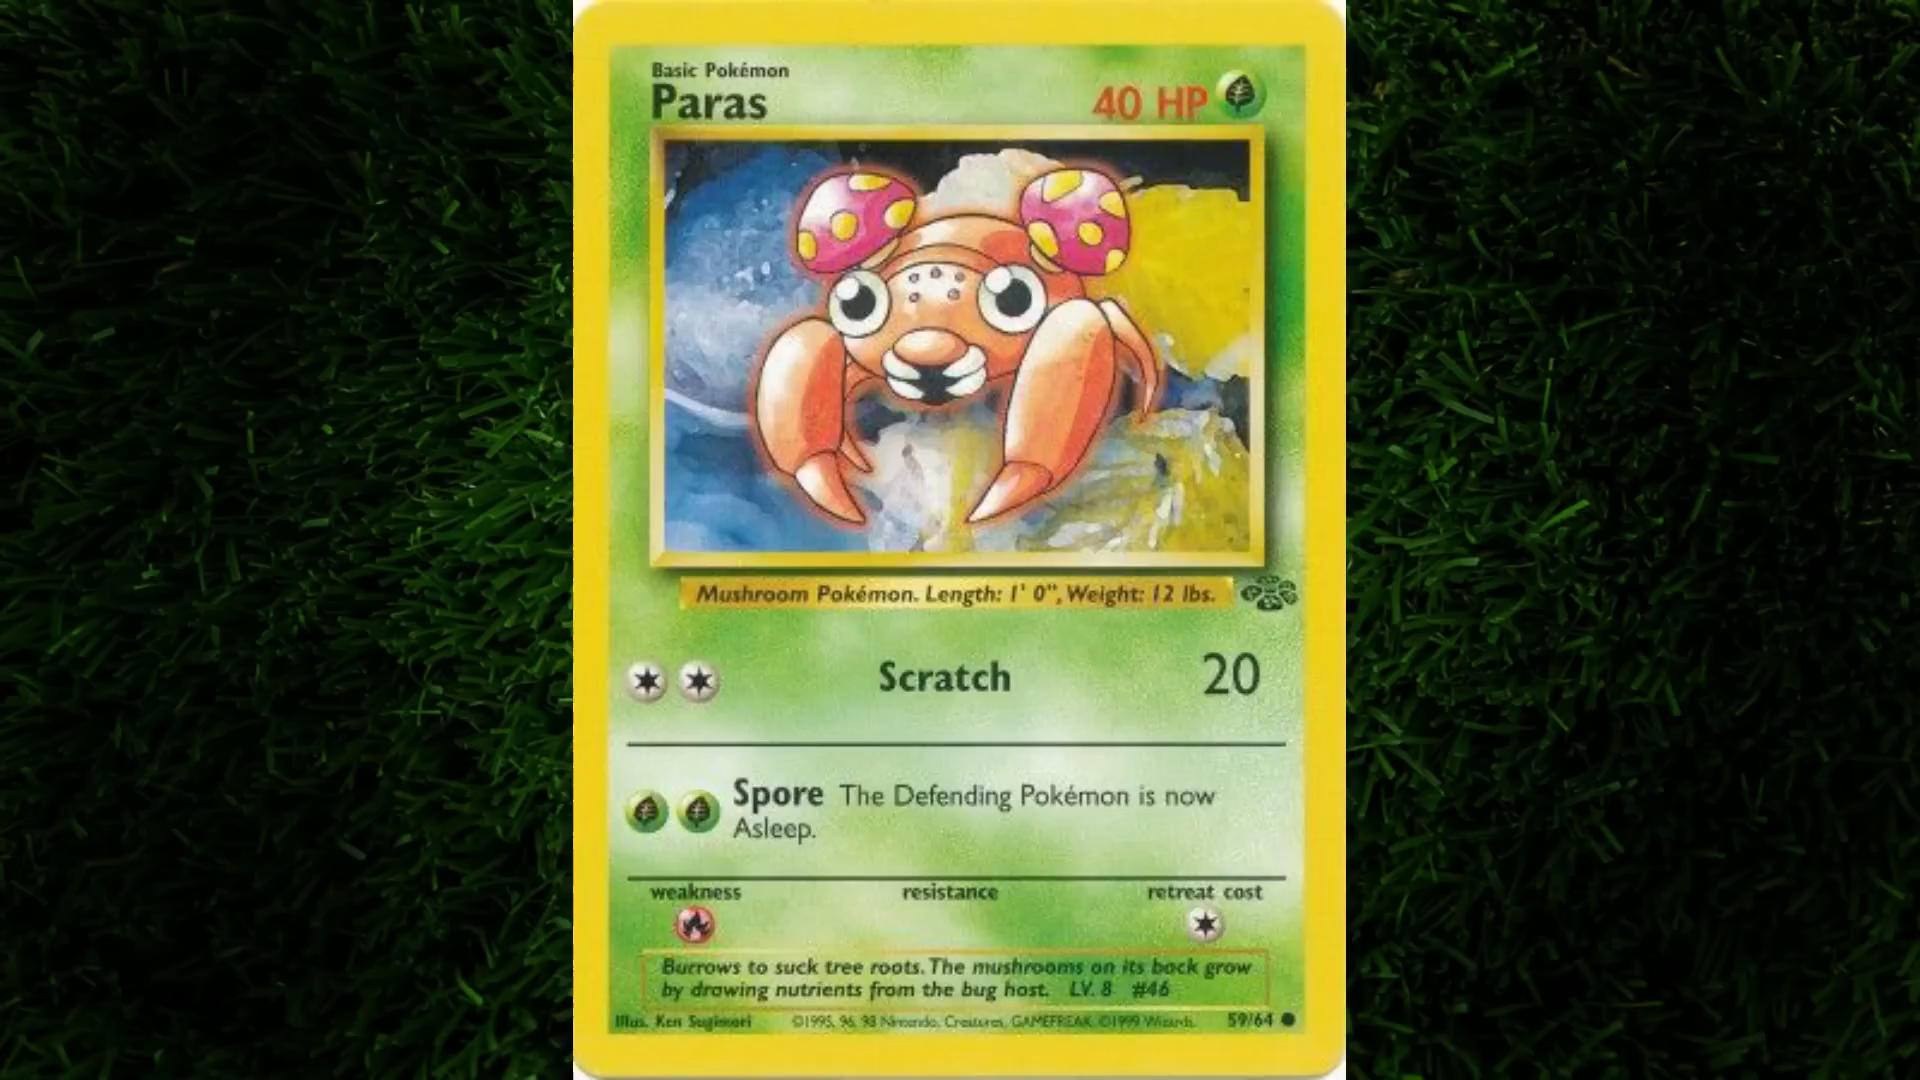 Basic Pokémon
Paras
40 HP
Mushroom Pokémon. Length: 1' 0", Weight: 12 lbs.
Scratch 20
Spore The Defending Pokémon is now
Asleep.
weakness resistance retreat cost
Burrows to suck tree roots. The mushrooms on its back grow
by drawing nutrients from the bug host. LV. 8 #46
Illus. Ken Sugimori ©1995, 96, 98 Nintendo, Creatures, GAMEFREAK. ©1999 Wizards. 59/64